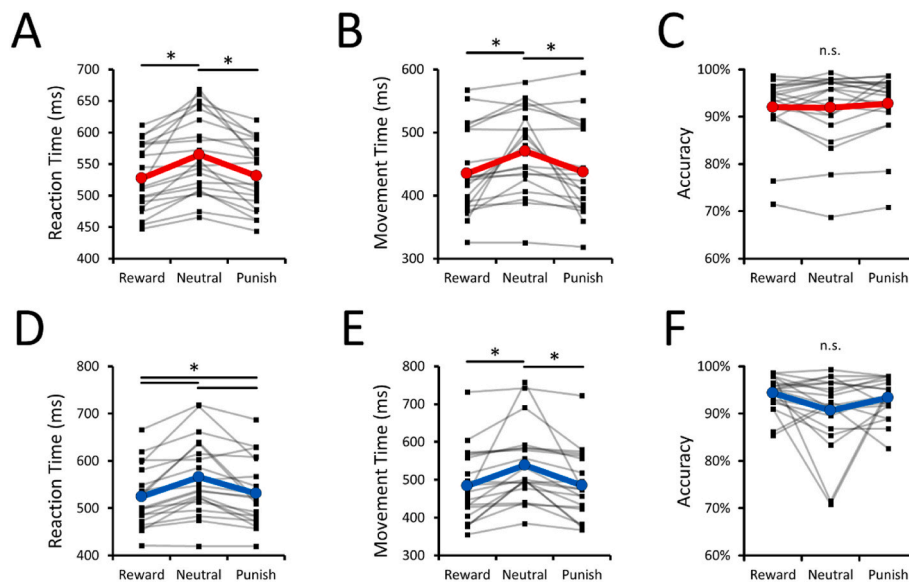 A
*
*
Reaction Time (ms)
700
650
600
550
500
450
400
Reward Neutral Punish
B
*
*
Movement Time (ms)
600
500
400
300
Reward Neutral Punish
C
n.s.
Accuracy
100%
90%
80%
70%
60%
Reward Neutral Punish
D
*
Reaction Time (ms)
800
700
600
500
400
Reward Neutral Punish
E
*
*
Movement Time (ms)
800
700
600
500
400
300
Reward Neutral Punish
F
n.s.
Accuracy
100%
90%
80%
70%
60%
Reward Neutral Punish